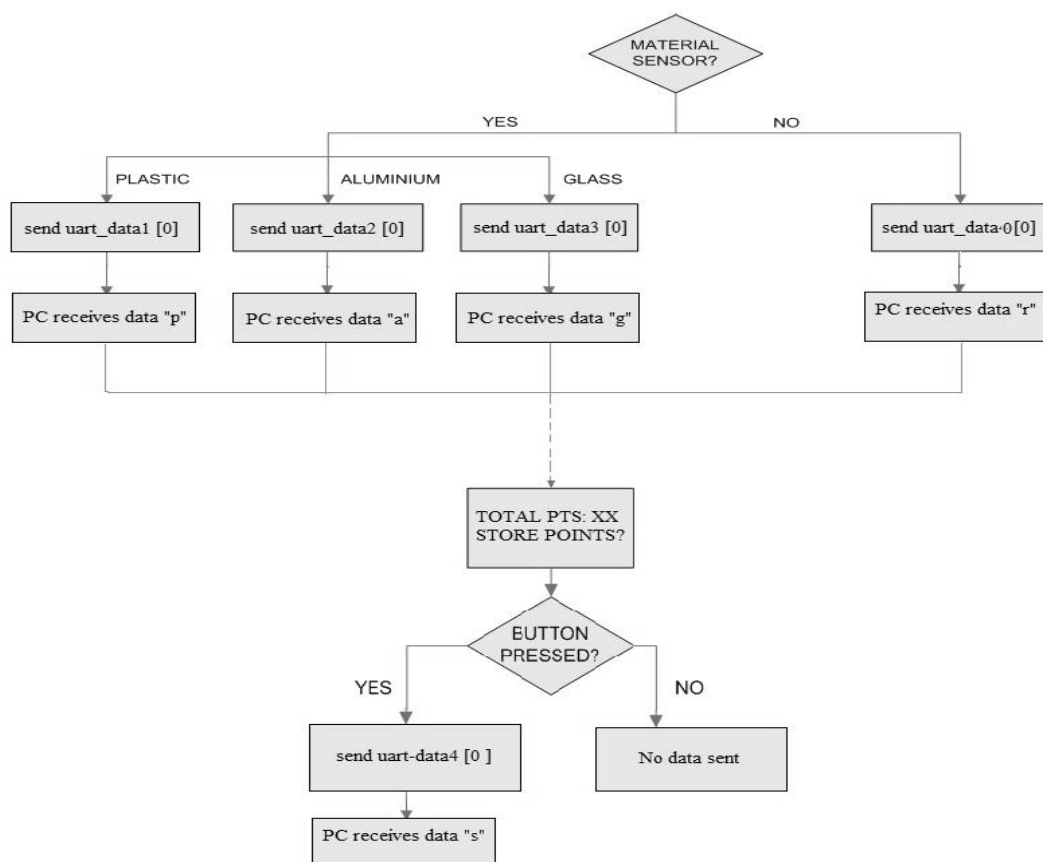 MATERIAL
SENSOR?
YES
NO
PLASTIC
ALUMINIUM
GLASS
send uart_data1 [0]
send uart_data2 [0]
send uart_data3 [0]
send uart_data·0[0]
PC receives data "p"
PC receives data "a"
PC receives data "g"
PC receives data "r"
TOTAL PTS: XX
STORE POINTS?
BUTTON
PRESSED?
YES
NO
send uart-data4 [0 ]
No data sent
PC receives data "s"